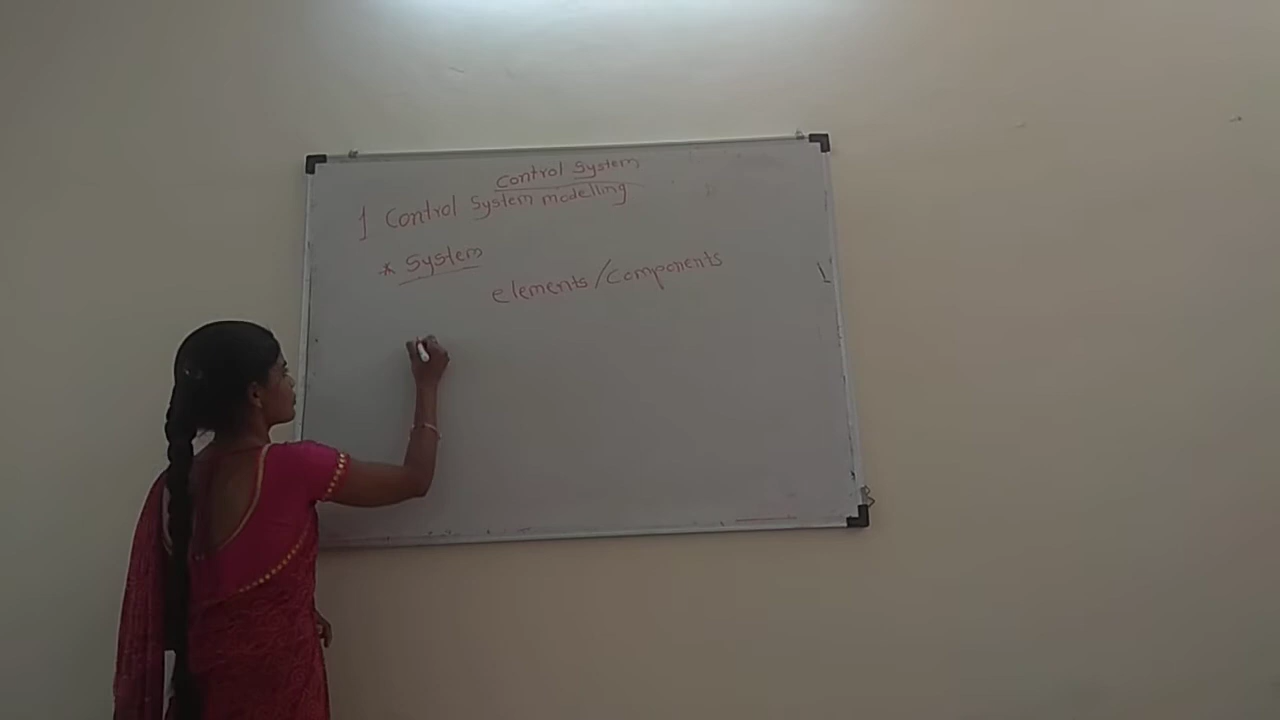 Control System
1 Control System modelling
* System
elements/Components